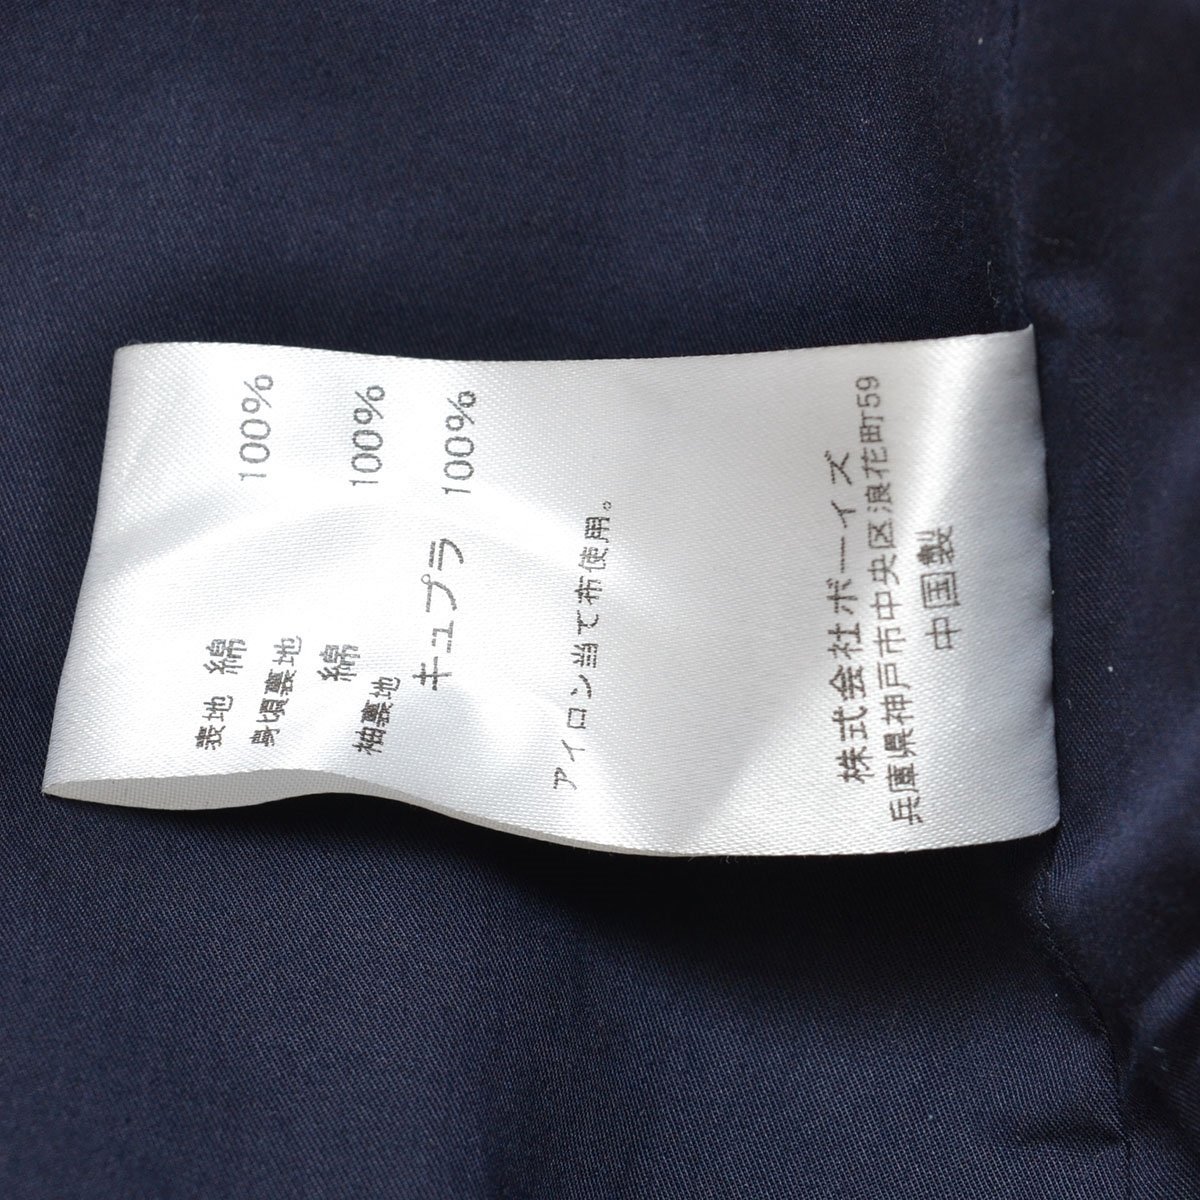 表地
綿 100%
身頃裏地
綿 100%
袖裏地
キュプラ 100%
アイロン当て布使用。
株式会社ボーイズ
兵庫県神戸市中央区浪花町59
中国製